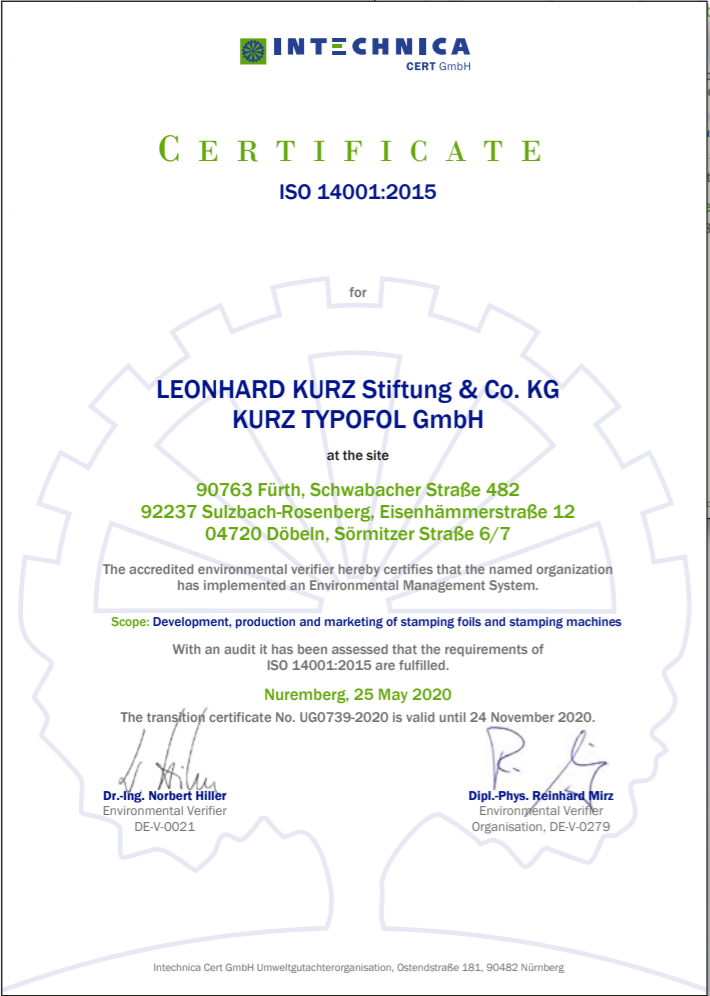 INTECHNICA
CERT GmbH
CERTIFICATE
ISO 14001:2015
for
LEONHARD KURZ Stiftung & Co. KG
KURZ TYPOFOL GmbH
at the site
90763 Fürth, Schwabacher Straße 482
92237 Sulzbach-Rosenberg, Eisenhämmerstraße 12
04720 Döbeln, Sörmitzer Straße 6/7
The accredited environmental verifier hereby certifies that the named organization
has implemented an Environmental Management System.
Scope: Development, production and marketing of stamping foils and stamping machines
With an audit it has been assessed that the requirements of
ISO 14001:2015 are fulfilled.
Nuremberg, 25 May 2020
The transition certificate No. UG0739-2020 is valid until 24 November 2020.
Dr.-Ing. Norbert Hiller
Environmental Verifier
DE-V-0021
Dipl.-Phys. Reinhard Mirz
Environmental Verifier
Organisation, DE-V-0279
Intechnica Cert GmbH Umweltgutachterorganisation, Ostendstraße 181, 90482 Nürnberg